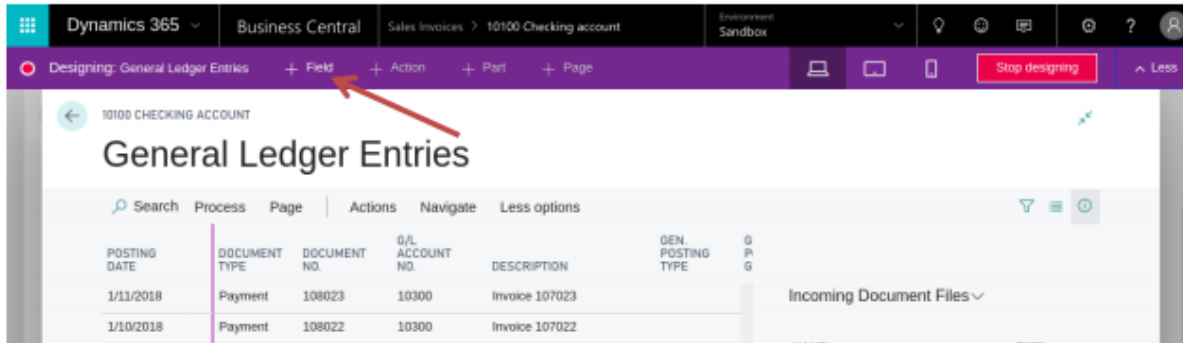 Dynamics 365 Business Central Sales Invoices > 10100 Checking account Environment Sandbox ?
Designing: General Ledger Entries + Field + Action + Part + Page Stop designing Less
10100 CHECKING ACCOUNT
General Ledger Entries
Search Process Page Actions Navigate Less options
POSTING DATE DOCUMENT TYPE DOCUMENT NO. G/L ACCOUNT NO. DESCRIPTION GEN. POSTING TYPE
1/11/2018 Payment 108023 10300 Invoice 107023 Incoming Document Files
1/10/2018 Payment 108022 10300 Invoice 107022